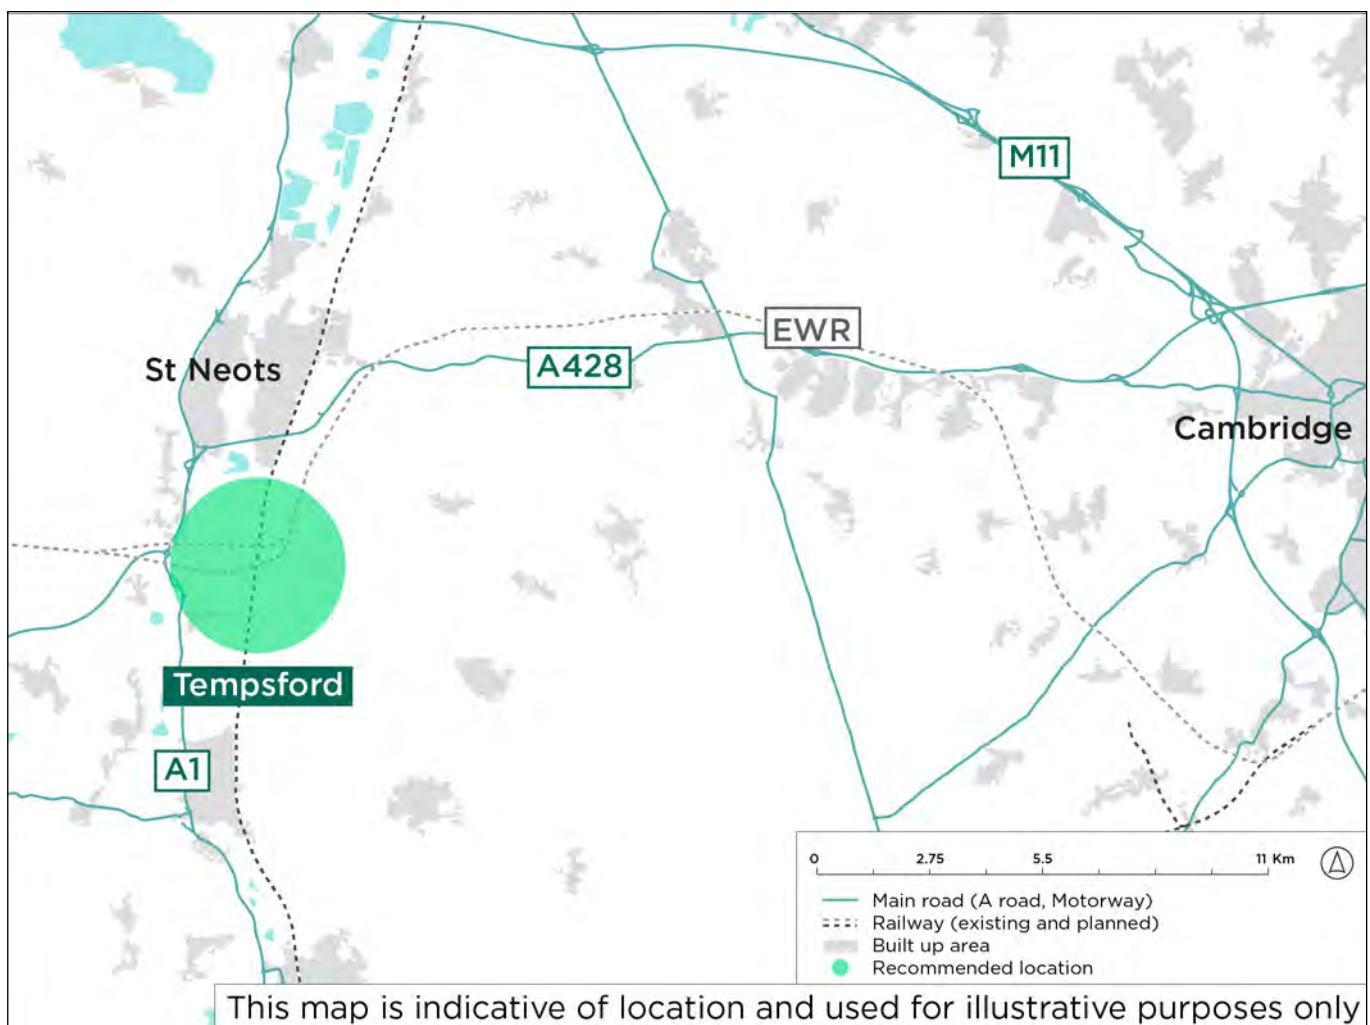 M11
EWR
St Neots
A428
Cambridge
Tempsford
A1
0 2.75 5.5 11 Km
Main road (A road, Motorway)
Railway (existing and planned)
Built up area
Recommended location
This map is indicative of location and used for illustrative purposes only